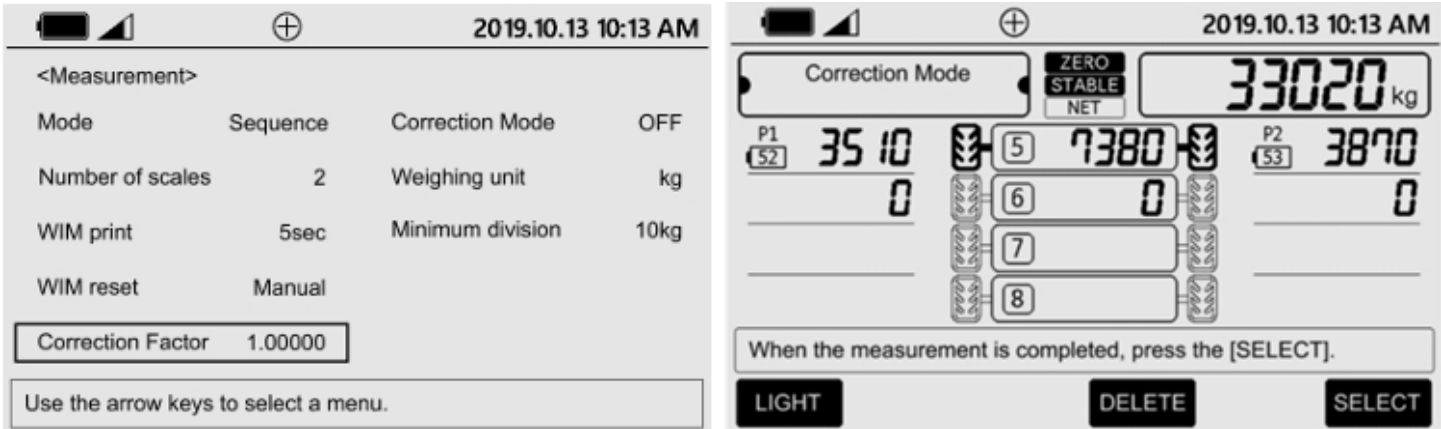 2019.10.13 10:13 AM
<Measurement>
Mode Sequence Correction Mode OFF
Number of scales 2 Weighing unit kg
WIM print 5sec Minimum division 10kg
WIM reset Manual
Correction Factor 1.00000
Use the arrow keys to select a menu.
2019.10.13 10:13 AM
Correction Mode ZERO STABLE NET 33020 kg
P1 52 3510 5 7380 P2 53 3870
0 6 0 0
7
8
When the measurement is completed, press the [SELECT].
LIGHT DELETE SELECT